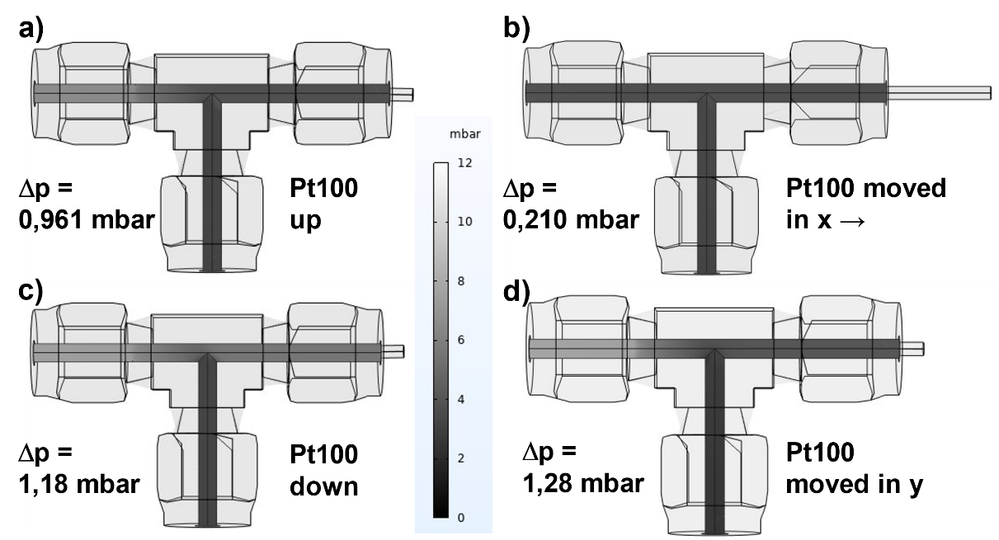 a)
Δp =
0,961 mbar
Pt100
up
b)
Δp =
0,210 mbar
Pt100 moved
in x →
mbar
12
10
8
6
4
2
0
c)
Δp =
1,18 mbar
Pt100
down
d)
Δp =
1,28 mbar
Pt100
moved in y